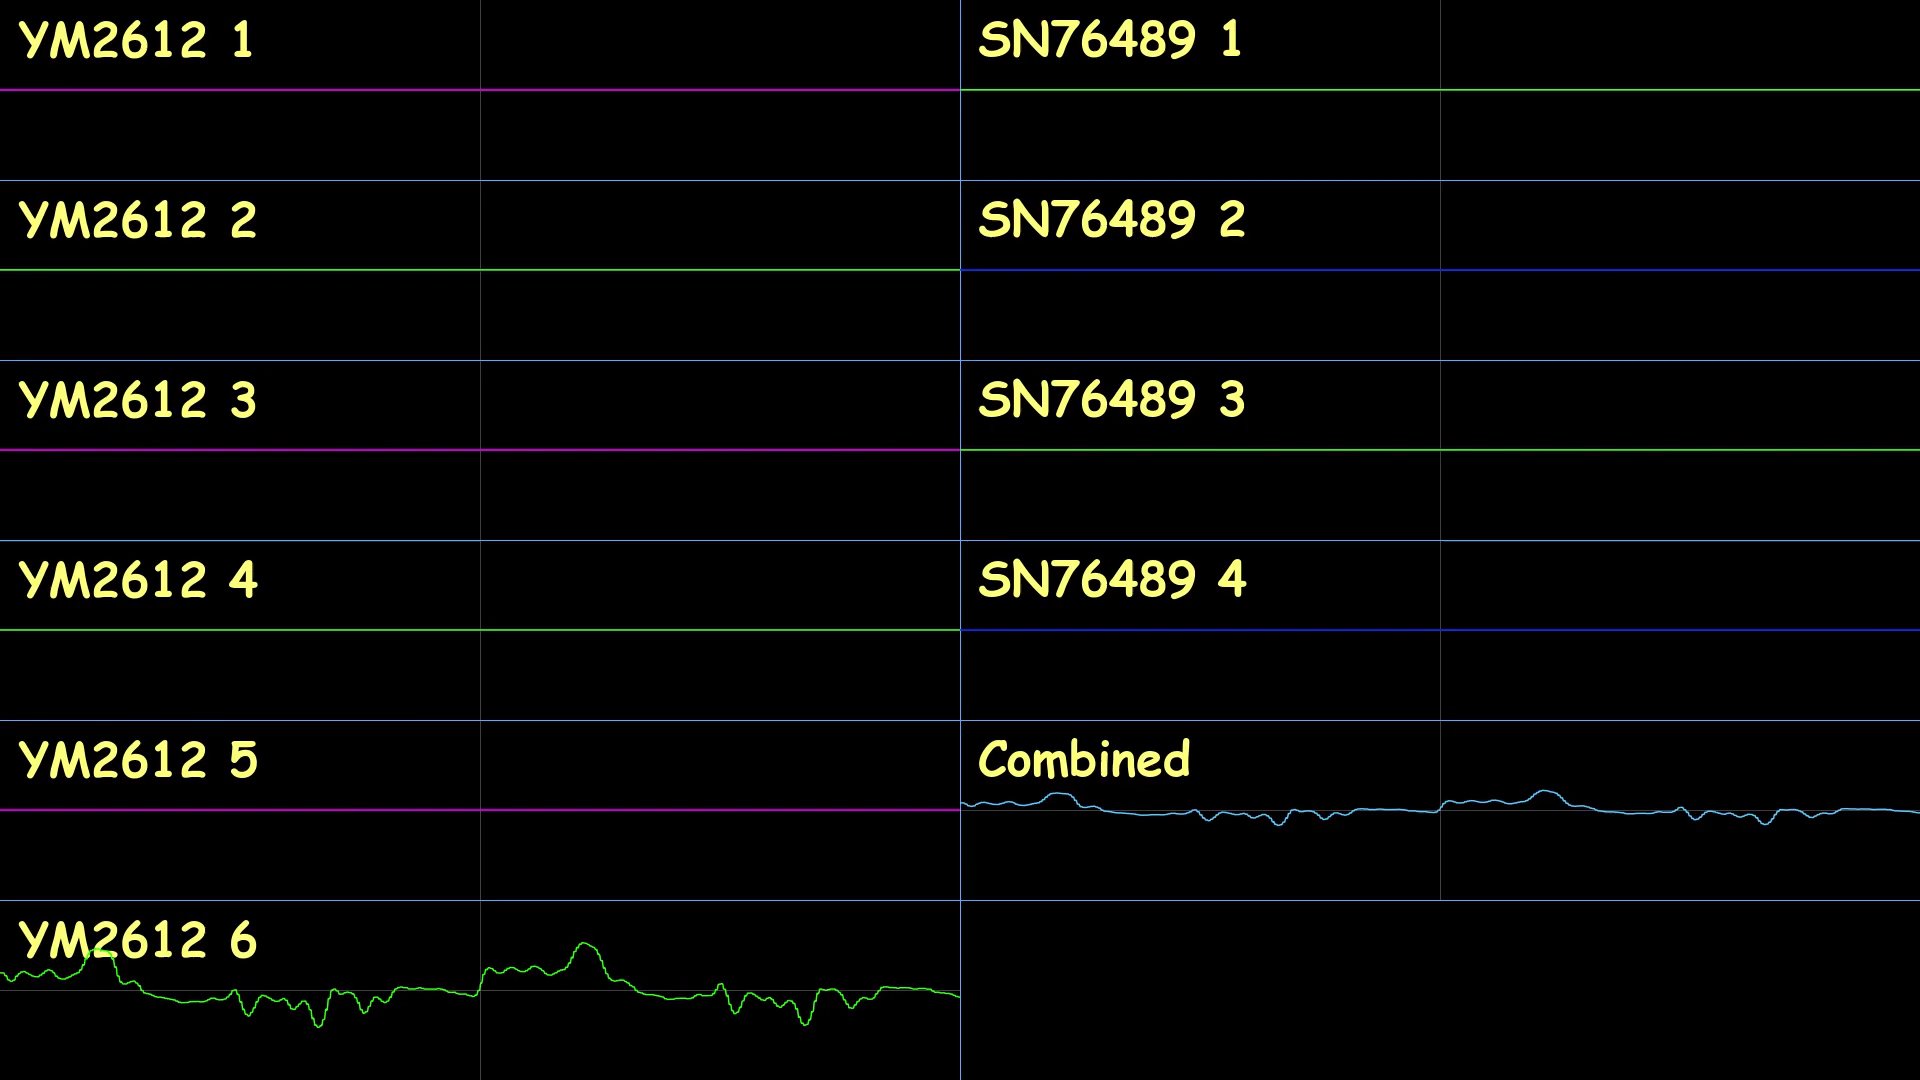 YM2612 1
SN76489 1
YM2612 2
SN76489 2
YM2612 3
SN76489 3
YM2612 4
SN76489 4
YM2612 5
Combined
YM2612 6